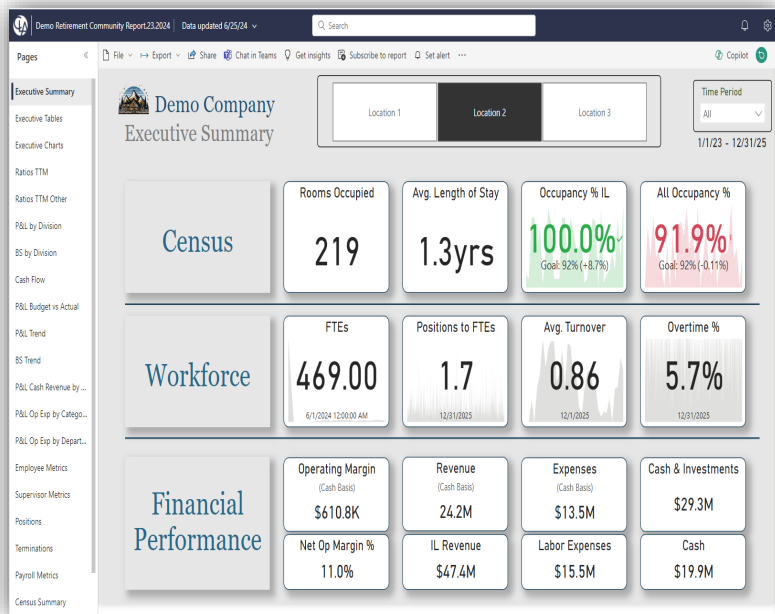 Demo Retirement Community Report.23.2024 | Data updated 6/25/24
Search
Pages
File
Export
Share
Chat in Teams
Get insights
Subscribe to report
Set alert
...
Copilot
Executive Summary
Executive Tables
Executive Charts
Ratios TTM
Ratios TTM Other
P&L by Division
BS by Division
Cash Flow
P&L Budget vs Actual
P&L Trend
BS Trend
P&L Cash Revenue by ...
P&L Op Exp by Catego...
P&L Op Exp by Depart...
Employee Metrics
Supervisor Metrics
Positions
Terminations
Payroll Metrics
Census Summary
Demo Company
Executive Summary
Location 1
Location 2
Location 3
Time Period
All
1/1/23 - 12/31/25
Census
Rooms Occupied
219
Avg. Length of Stay
1.3yrs
Occupancy % IL
100.0%
Goal: 92% (+8.7%)
All Occupancy %
91.9%
Goal: 92% (-0.11%)
Workforce
FTEs
469.00
6/1/2024 12:00:00 AM
Positions to FTEs
1.7
12/31/2025
Avg. Turnover
0.86
12/1/2025
Overtime %
5.7%
12/31/2025
Financial
Performance
Operating Margin
(Cash Basis)
$610.8K
Revenue
(Cash Basis)
24.2M
Expenses
(Cash Basis)
$13.5M
Cash & Investments
$29.3M
Net Op Margin %
11.0%
IL Revenue
$47.4M
Labor Expenses
$15.5M
Cash
$19.9M